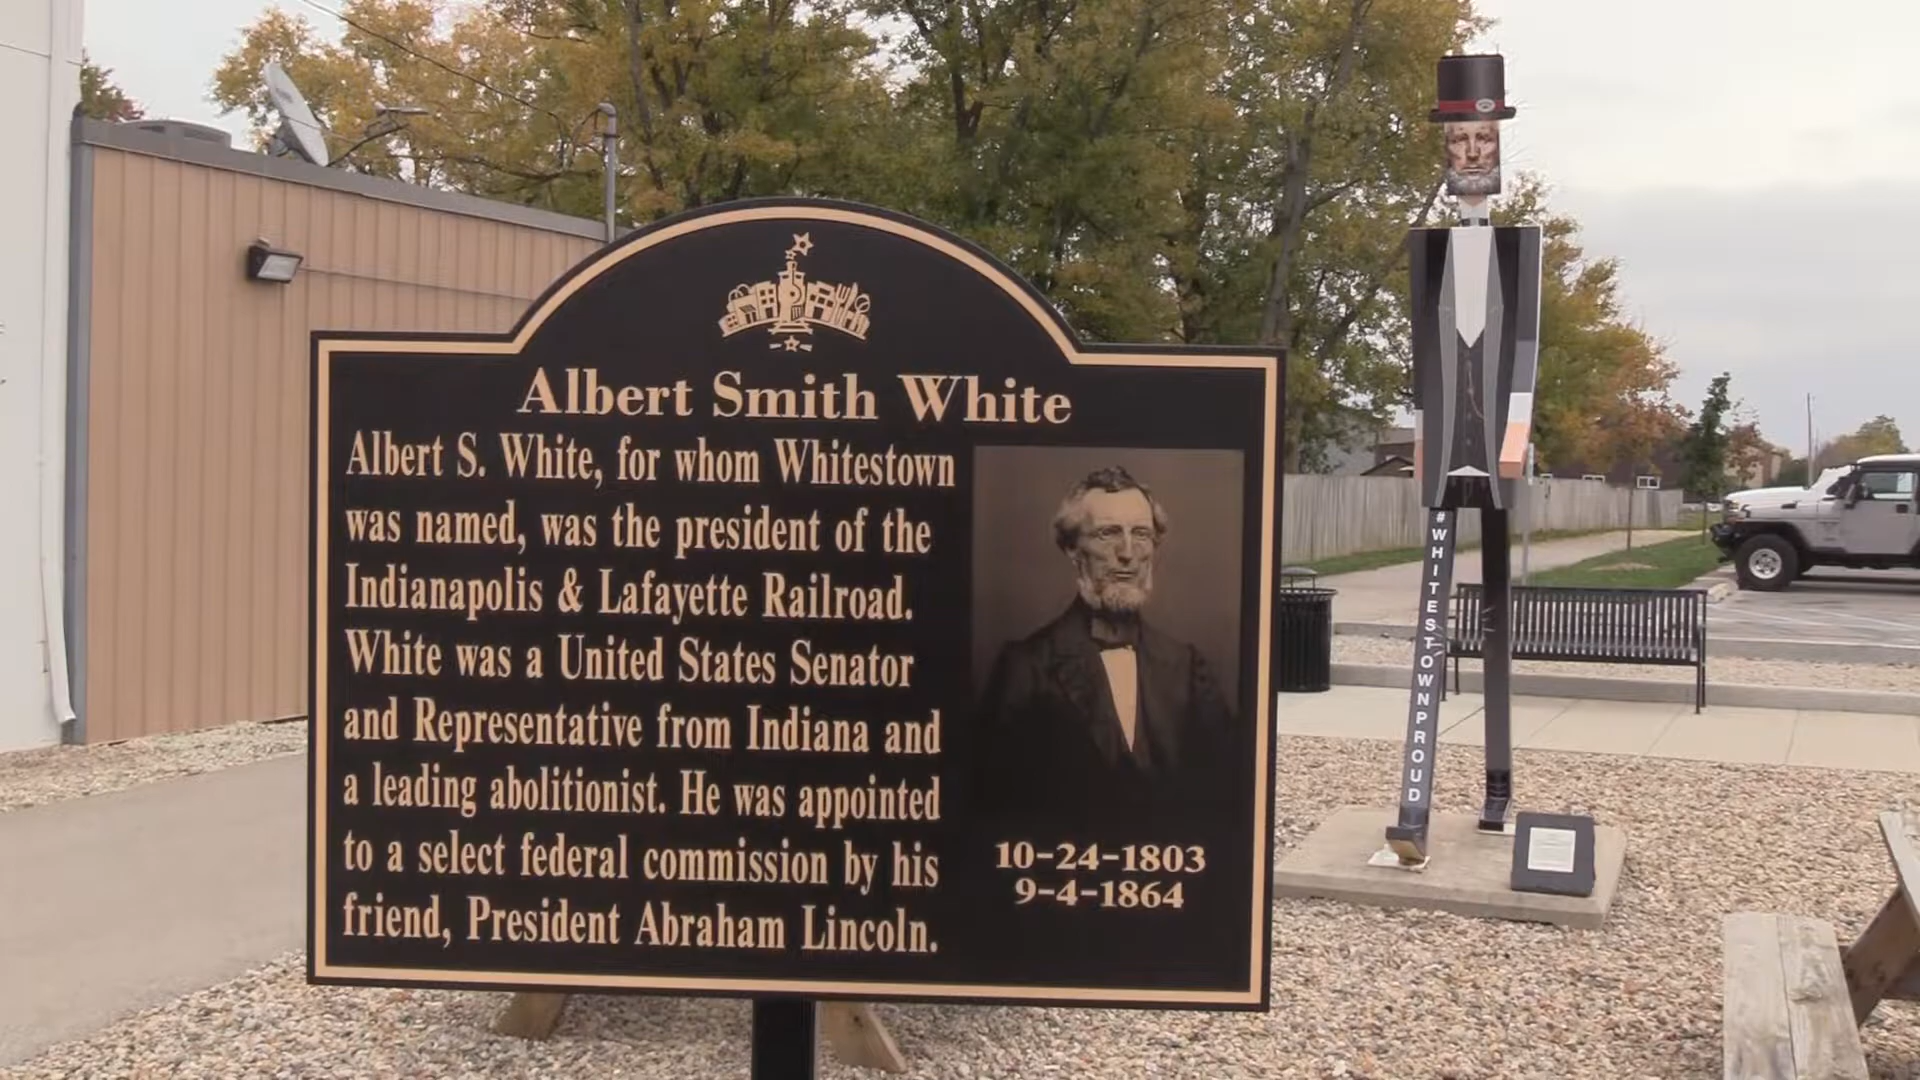 Albert Smith White
Albert S. White, for whom Whitestown
was named, was the president of the
Indianapolis & Lafayette Railroad.
White was a United States Senator
and Representative from Indiana and
a leading abolitionist. He was appointed
to a select federal commission by his
friend, President Abraham Lincoln.
10-24-1803
9-4-1864
#WHITESTOWNPROUD